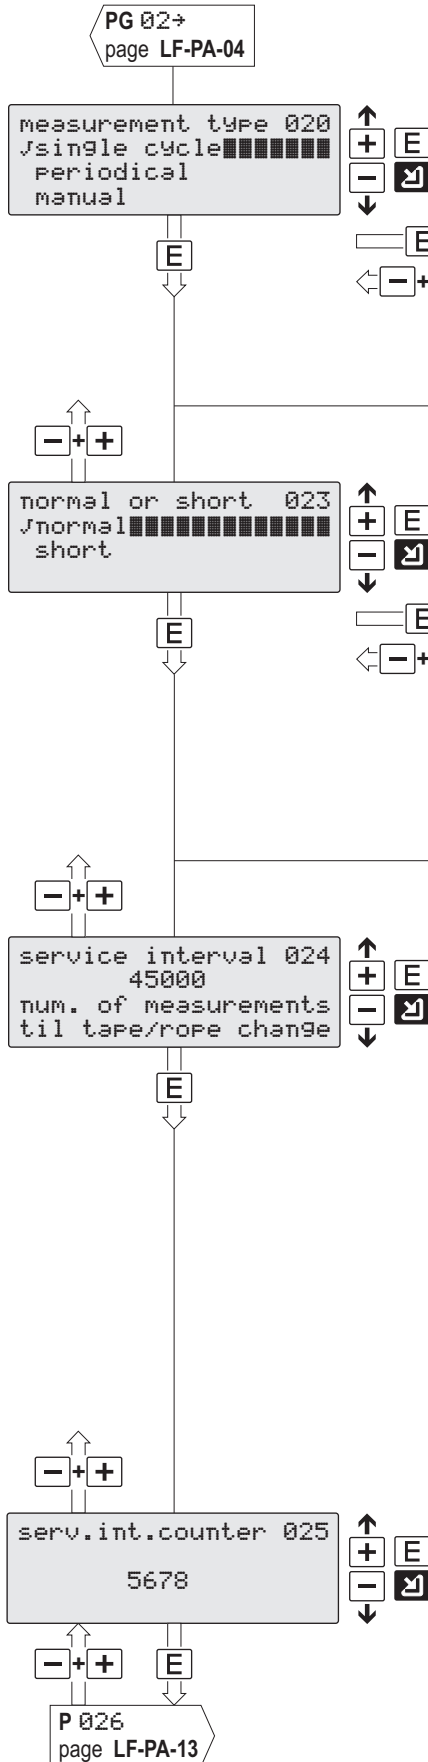 PG 02→
page LF-PA-04
measurement type 020
√single cycle
periodical
manual
+ E
−
E
E
− +
− + +
normal or short 023
√normal
short
+ E
−
E
E
− +
− + +
service interval 024
45000
num. of measurements
til tape/rope change
+ E
−
E
− + +
serv.int.counter 025
5678
+ E
−
− + + E
P 026
page LF-PA-13